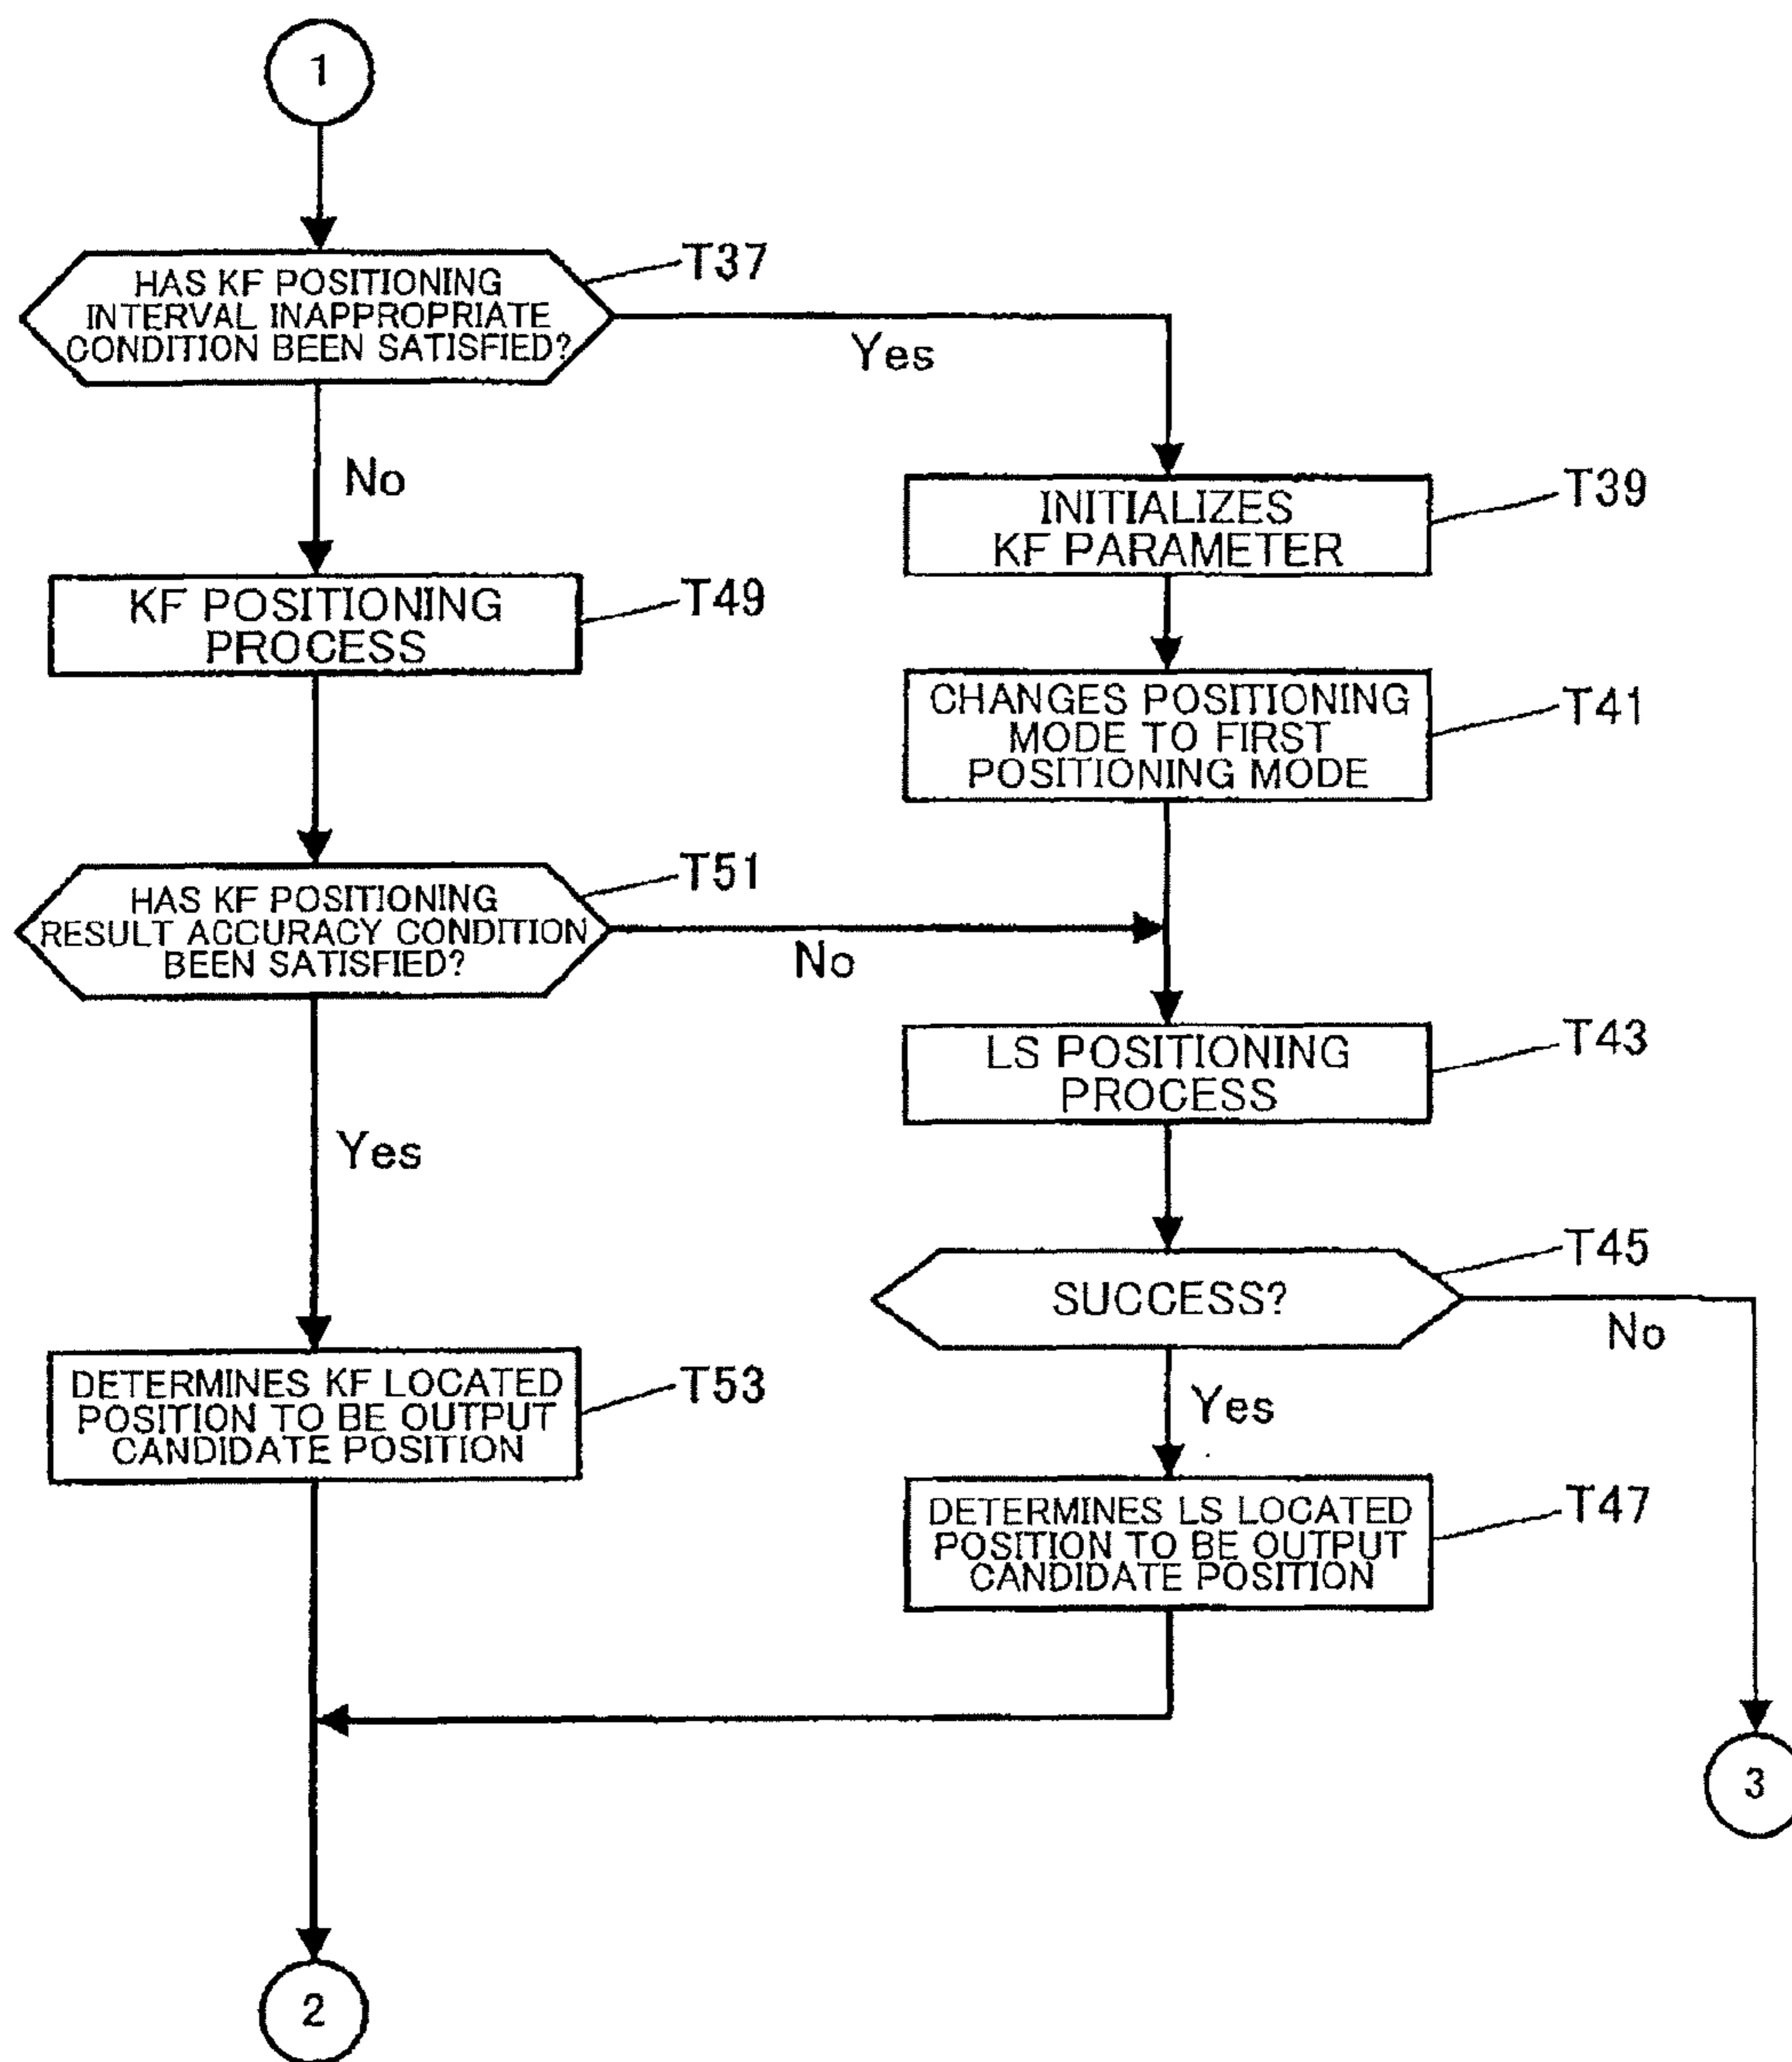 1
HAS KF POSITIONING
INTERVAL INAPPROPRIATE
CONDITION BEEN SATISFIED?
T37
Yes
No
INITIALIZES
KF PARAMETER
T39
KF POSITIONING
PROCESS
T49
CHANGES POSITIONING
MODE TO FIRST
POSITIONING MODE
T41
HAS KF POSITIONING
RESULT ACCURACY CONDITION
BEEN SATISFIED?
T51
No
Yes
LS POSITIONING
PROCESS
T43
SUCCESS?
T45
No
Yes
DETERMINES KF LOCATED
POSITION TO BE OUTPUT
CANDIDATE POSITION
T53
DETERMINES LS LOCATED
POSITION TO BE OUTPUT
CANDIDATE POSITION
T47
3
2